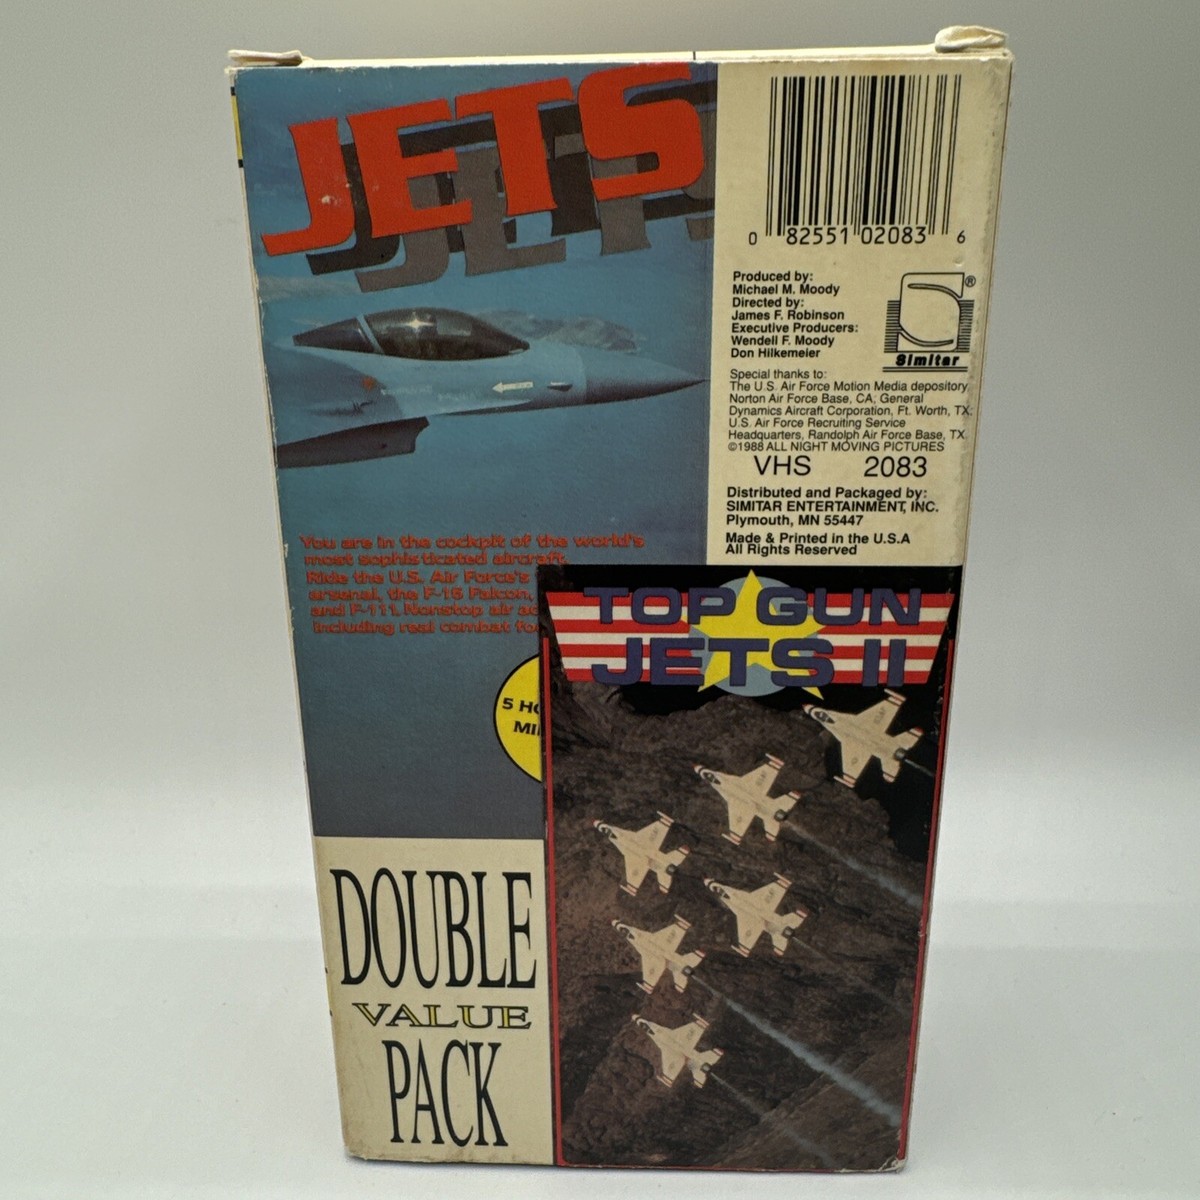 JETS
0 82551 02083 6
Produced by:
Michael M. Moody
Directed by:
James F. Robinson
Executive Producers:
Wendell F. Moody
Don Hilkemeier
®
Simitar
Special thanks to:
The U.S. Air Force Motion Media depository,
Norton Air Force Base, CA; General
Dynamics Aircraft Corporation, Ft. Worth, TX;
U.S. Air Force Recruiting Service
Headquarters, Randolph Air Force Base, TX.
©1988 ALL NIGHT MOVING PICTURES
VHS 2083
Distributed and Packaged by:
SIMITAR ENTERTAINMENT, INC.
Plymouth, MN 55447
Made & Printed in the U.S.A
All Rights Reserved
You are in the cockpit of the world's
most sophisticated aircraft.
Ride the U.S. Air Force's
arsenal, the F-16 Falcon,
and F-111. Nonstop air
including real combat
TOP GUN
JETS II
5
DOUBLE
VALUE
PACK